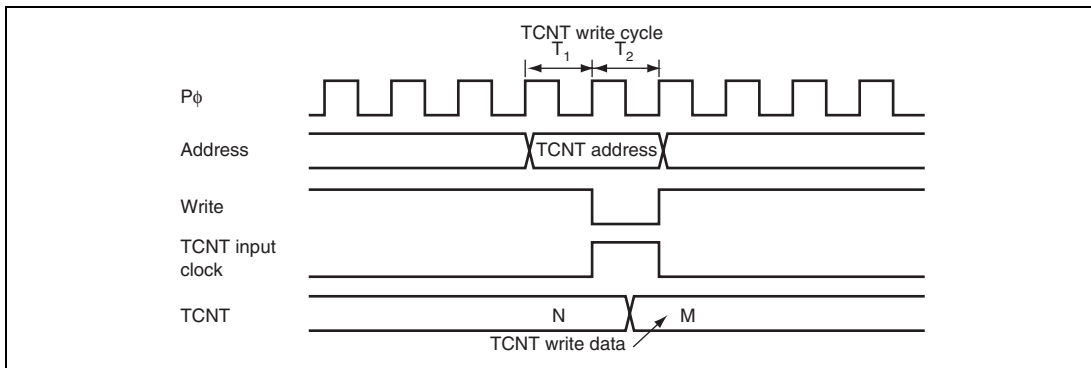 TCNT write cycle
T1 T2
Pφ
Address
TCNT address
Write
TCNT input
clock
TCNT
N
M
TCNT write data